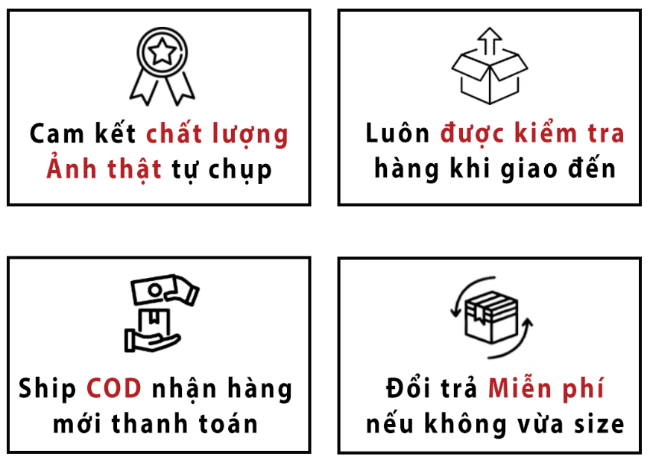 Cam kết chất lượng
Ảnh thật tự chụp
Luôn được kiểm tra
hàng khi giao đến
Ship COD nhận hàng
mới thanh toán
Đổi trả Miễn phí
nếu không vừa size